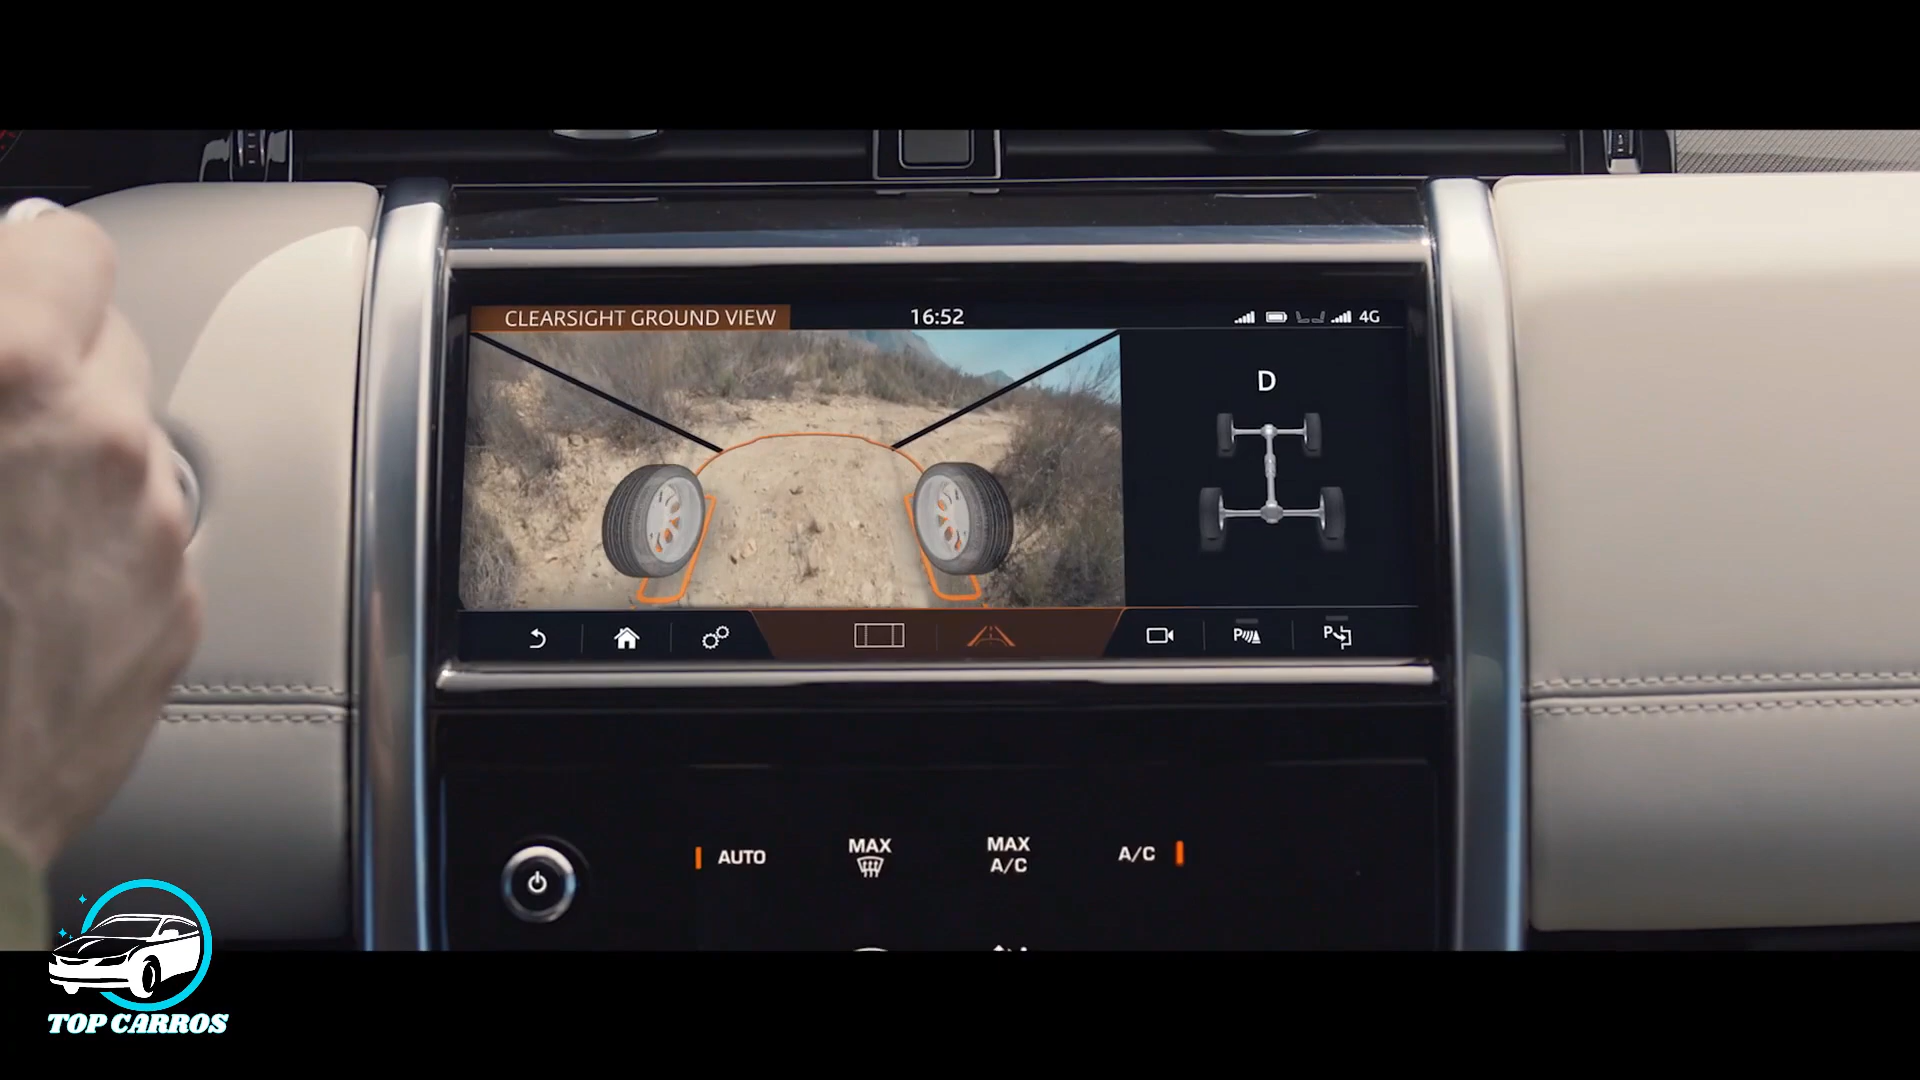 CLEARSIGHT GROUND VIEW
16:52
4G
D
P
P
AUTO
MAX
MAX
A/C
A/C
TOP CARROS